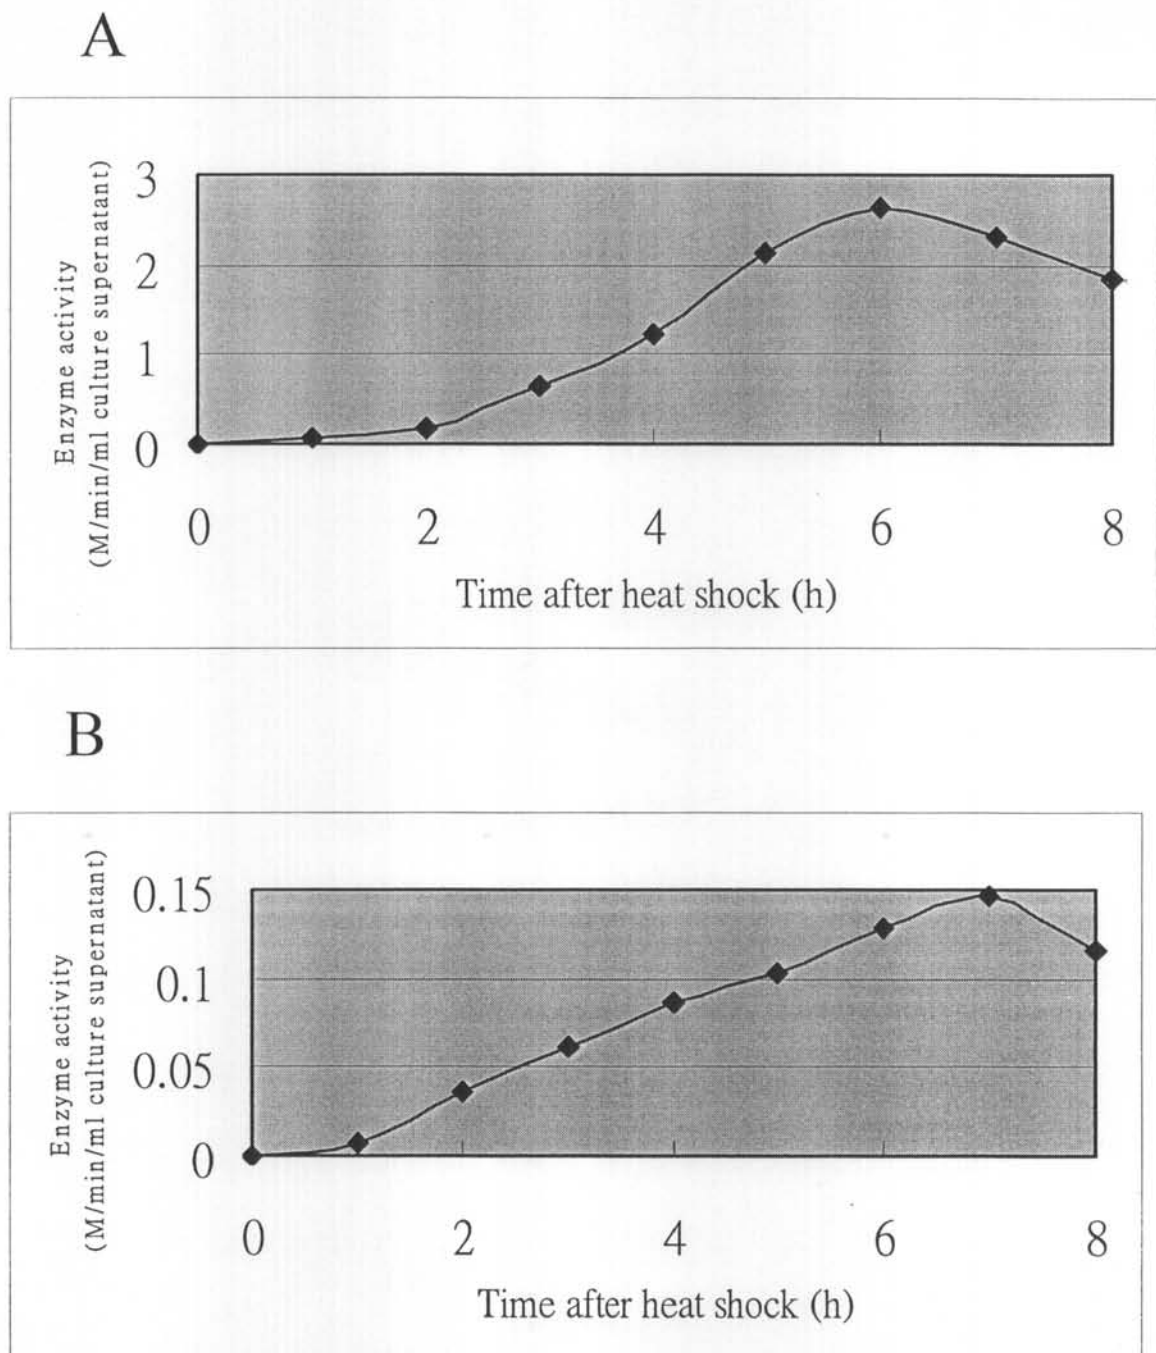 A
Enzyme activity
(M/min/ml culture supernatant)
3
2
1
0
0 2 4 6 8
Time after heat shock (h)
B
Enzyme activity
(M/min/ml culture supernatant)
0.15
0.1
0.05
0
0 2 4 6 8
Time after heat shock (h)